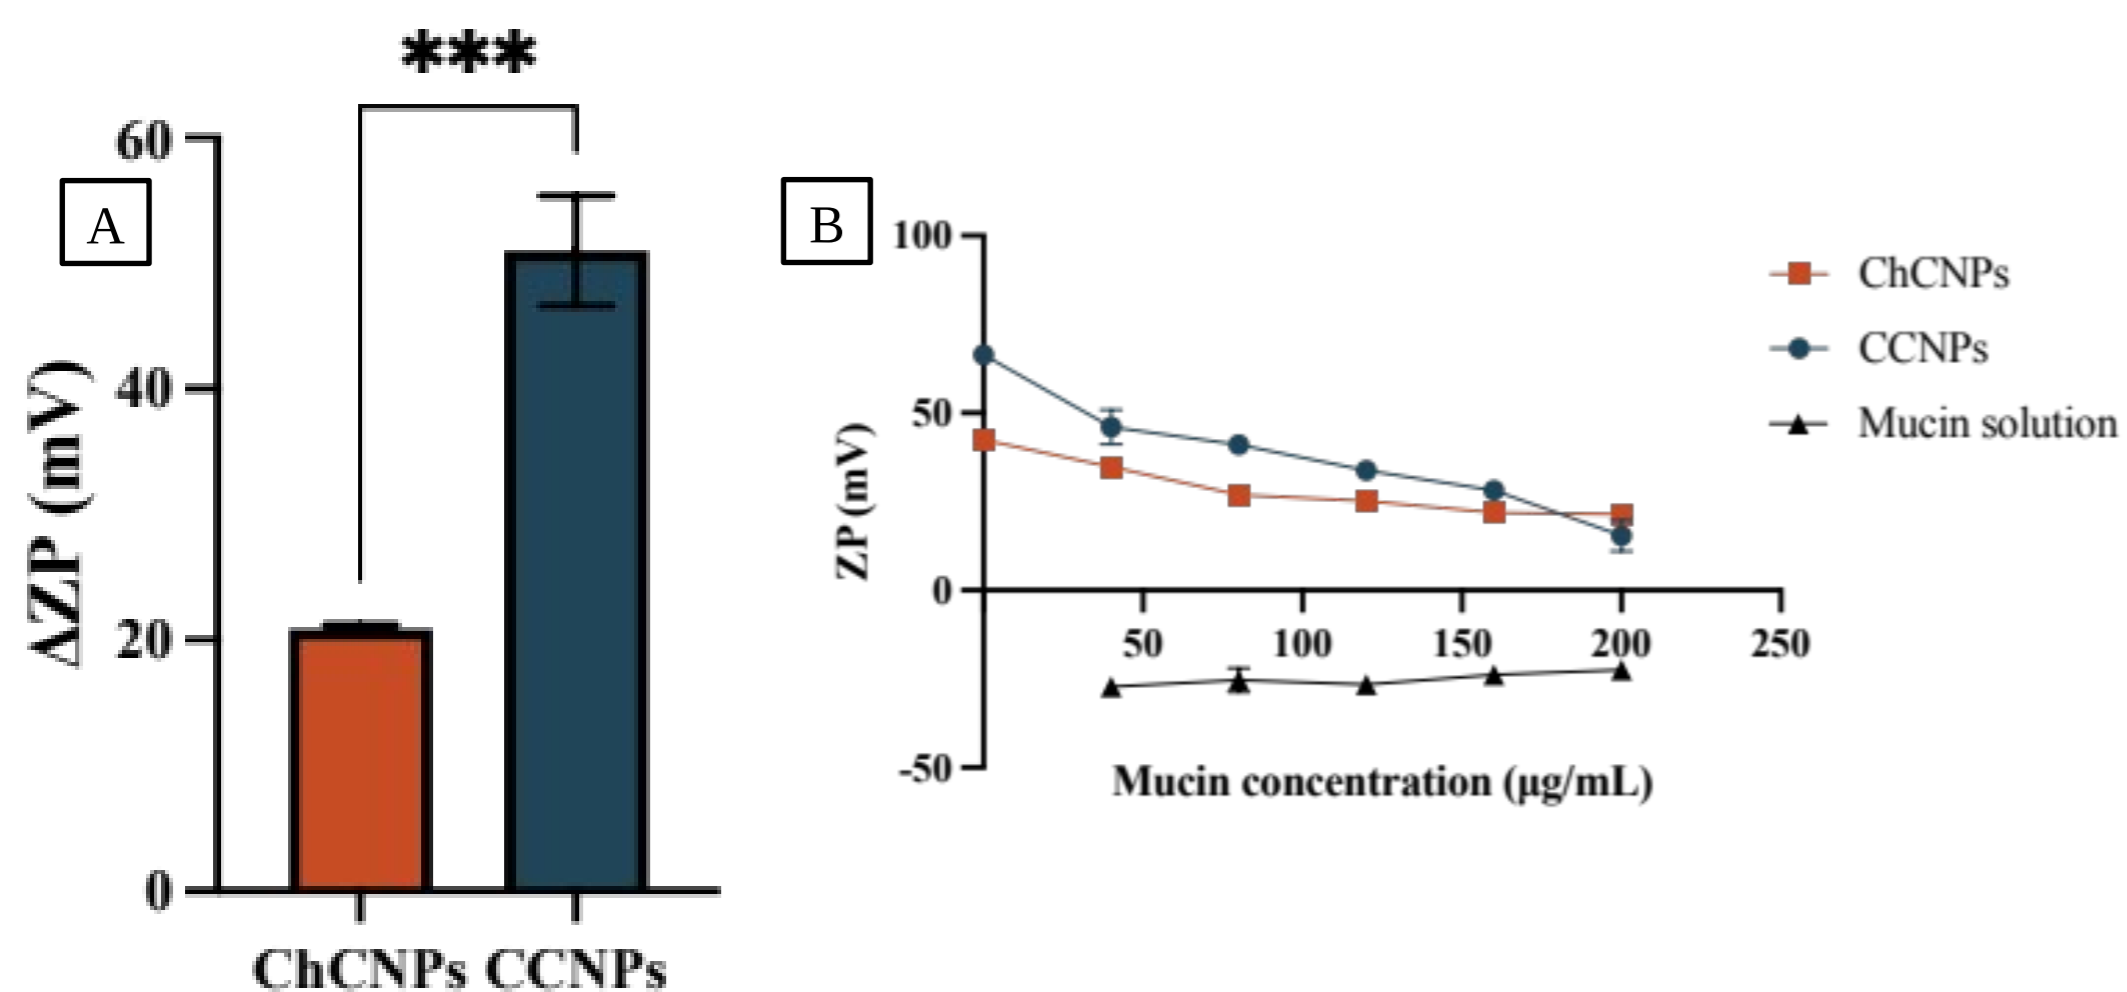 ***
A
60
40
20
0
ΔZP (mV)
ChCNPs CCNPs
B
100
50
0
-50
ZP (mV)
50 100 150 200 250
Mucin concentration (μg/mL)
ChCNPs
CCNPs
Mucin solution